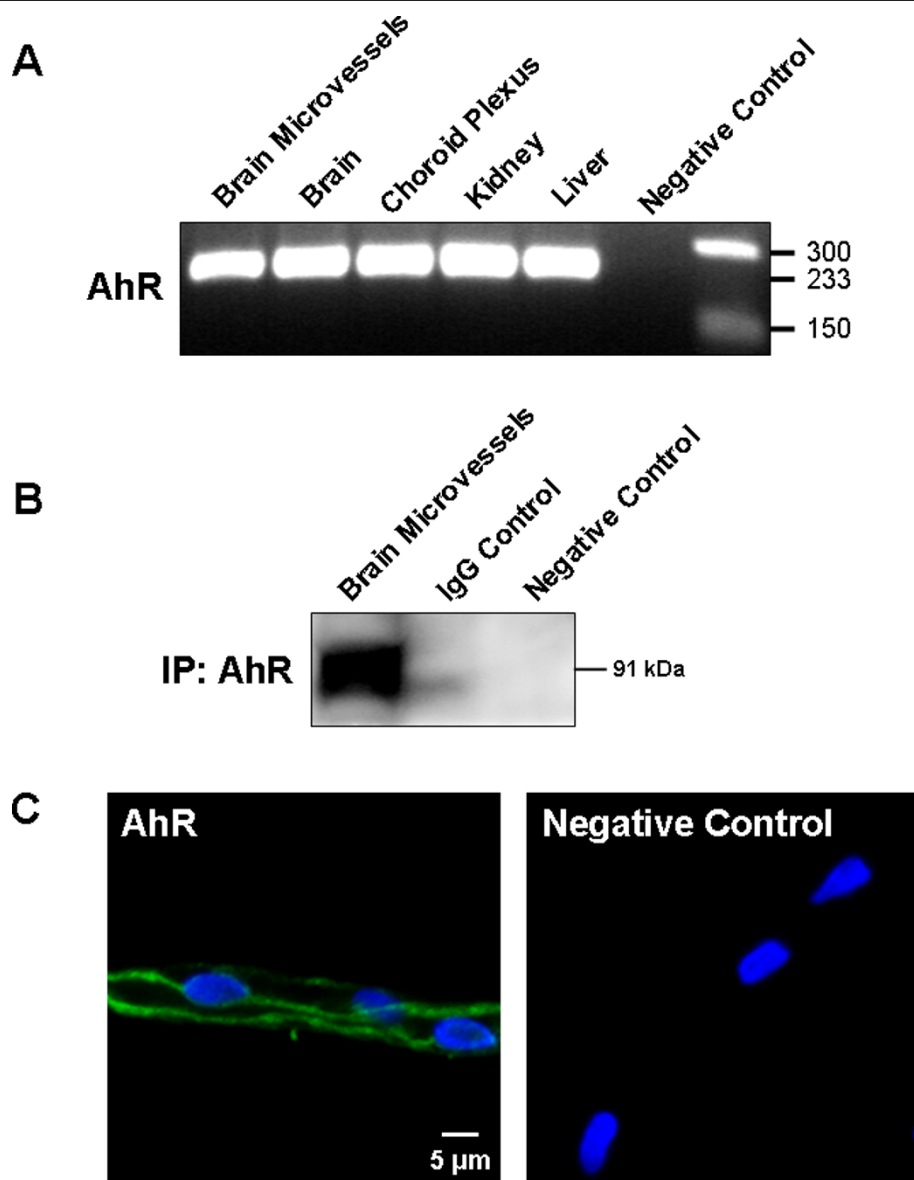 A
Brain Microvessels
Brain
Choroid Plexus
Kidney
Liver
Negative Control
AhR
300
233
150
B
Brain Microvessels
IgG Control
Negative Control
IP: AhR
91 kDa
C
AhR
Negative Control
5 µm